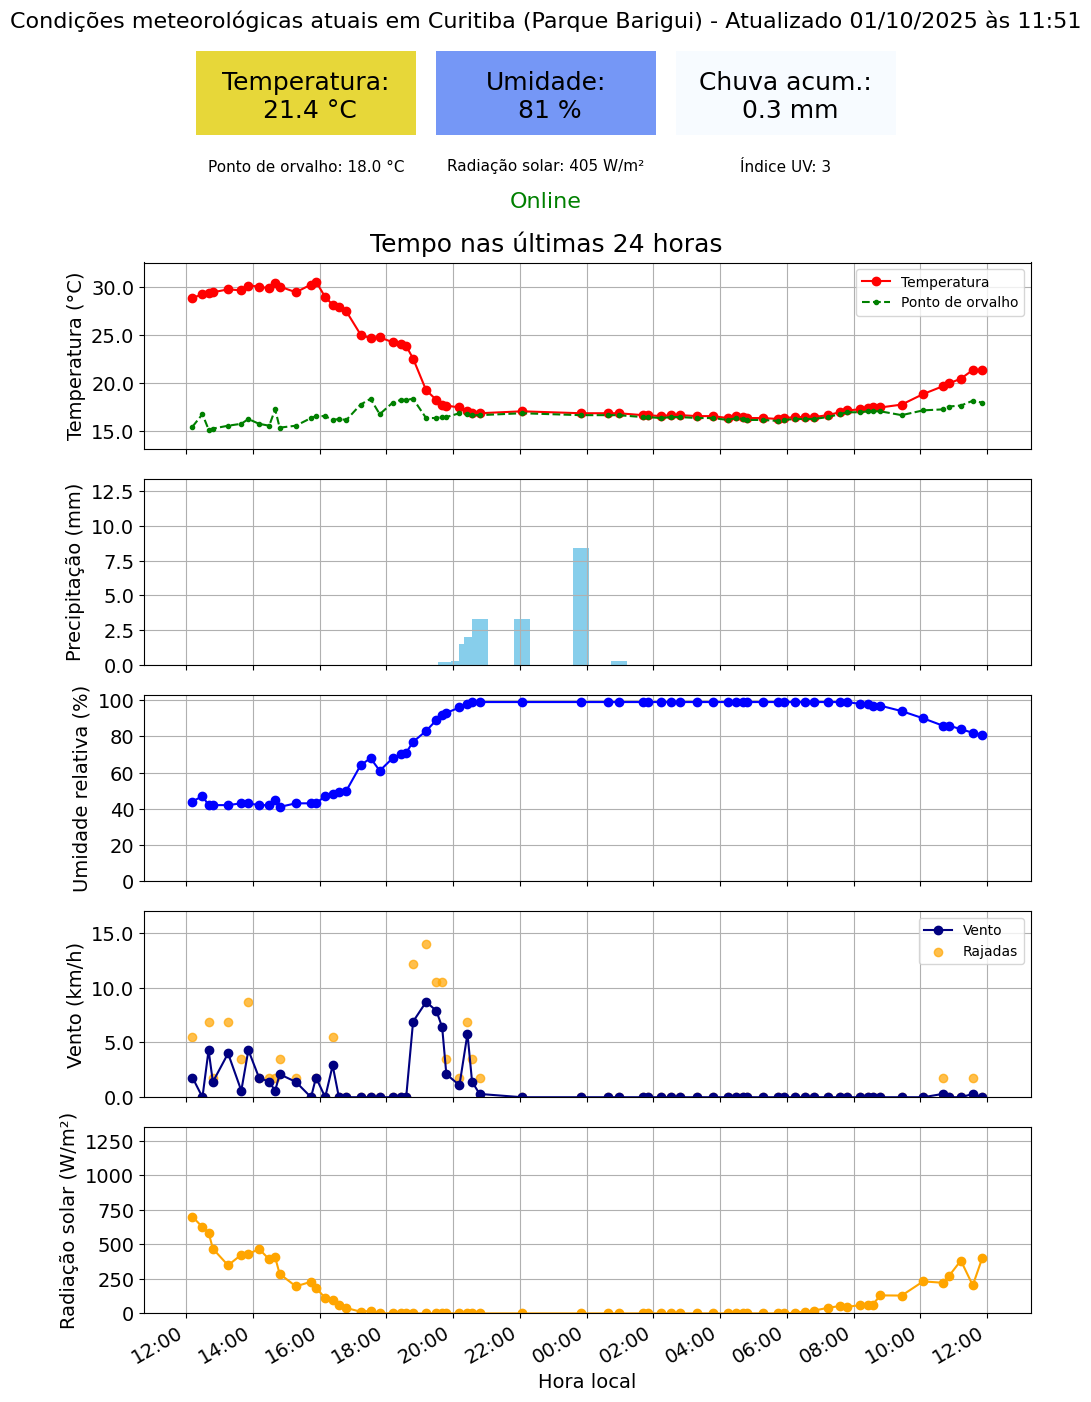 Condições meteorológicas atuais em Curitiba (Parque Barigui) - Atualizado 01/10/2025 às 11:51
Temperatura:
21.4 °C
Umidade:
81 %
Chuva acum.:
0.3 mm
Ponto de orvalho: 18.0 °C
Radiação solar: 405 W/m²
Índice UV: 3
Online
Tempo nas últimas 24 horas
Temperatura (°C)
30.0
25.0
20.0
15.0
Temperatura
Ponto de orvalho
Precipitação (mm)
12.5
10.0
7.5
5.0
2.5
0.0
Umidade relativa (%)
100
80
60
40
20
0
Vento (km/h)
15.0
10.0
5.0
0.0
Vento
Rajadas
Radiação solar (W/m²)
1250
1000
750
500
250
0
12:00
14:00
16:00
18:00
20:00
22:00
00:00
02:00
04:00
06:00
08:00
10:00
12:00
Hora local